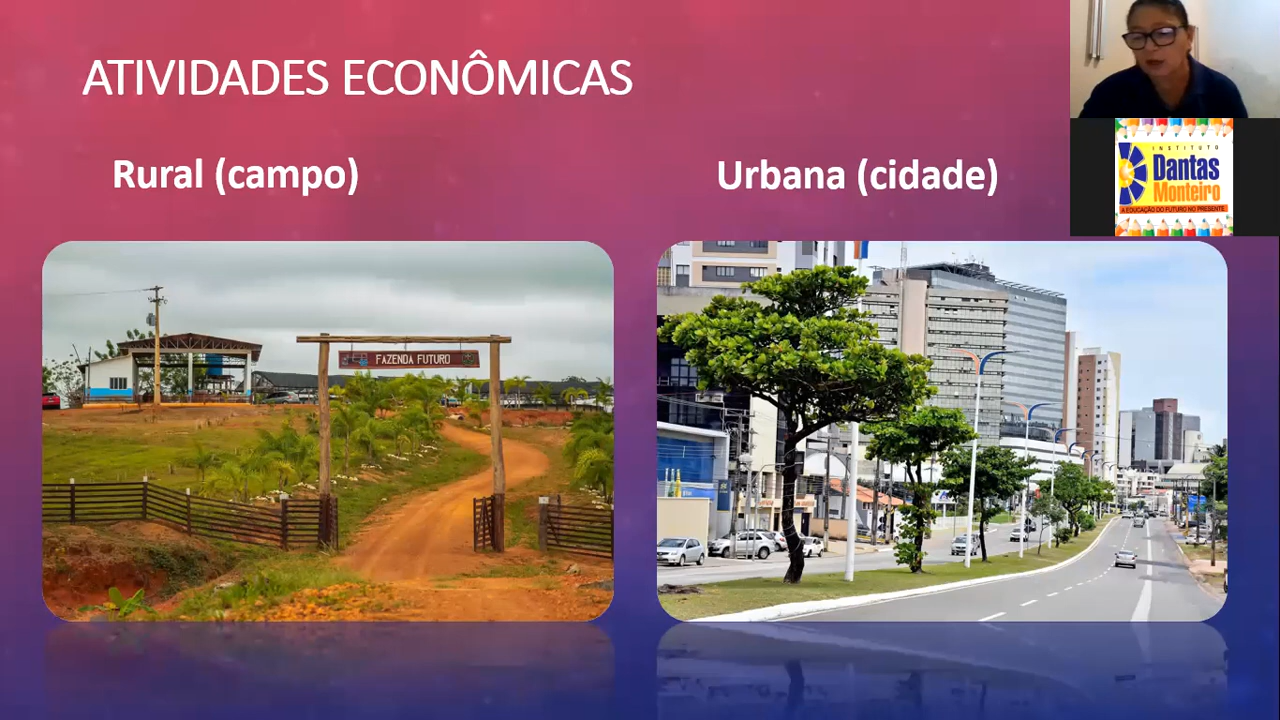 ATIVIDADES ECONÔMICAS
Rural (campo)
Urbana (cidade)
INSTITUTO
Dantas
Monteiro
A EDUCAÇÃO DO FUTURO NO PRESENTE
FAZENDA FUTURO